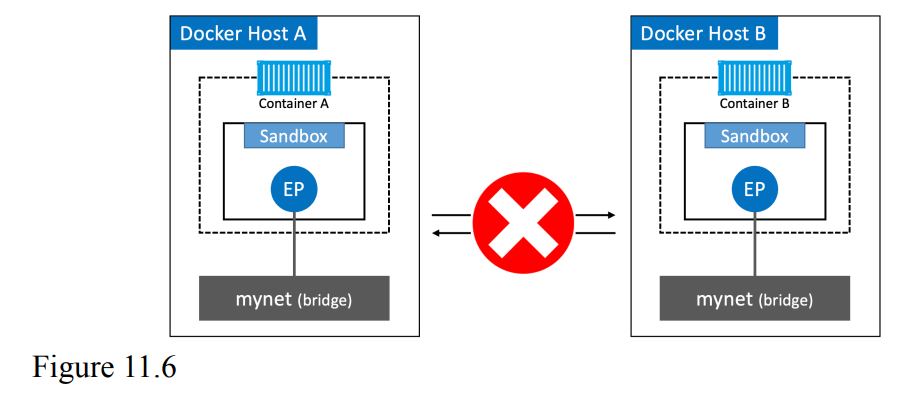 Docker Host A
Container A
Sandbox
EP
mynet (bridge)
Docker Host B
Container B
Sandbox
EP
mynet (bridge)
Figure 11.6